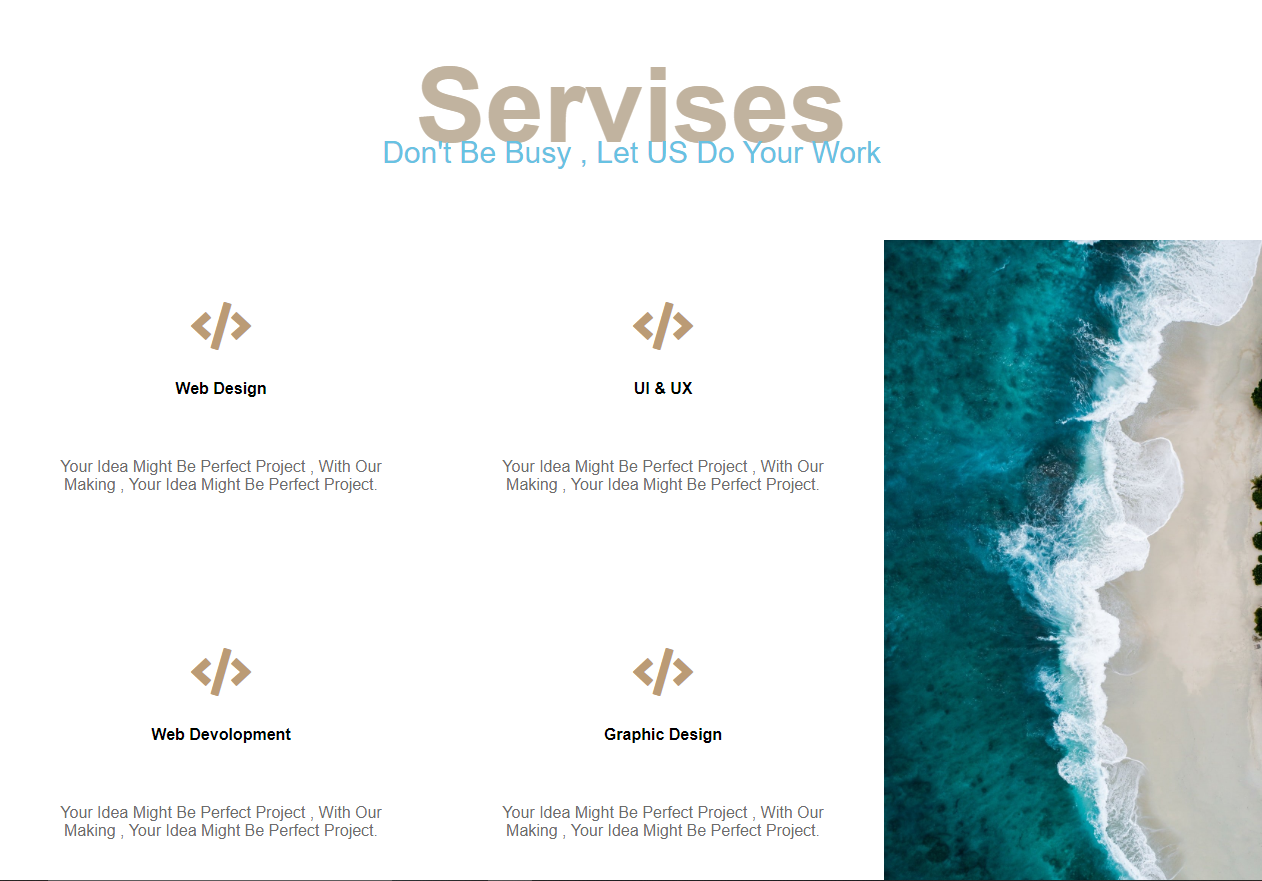 Servises
Don't Be Busy , Let US Do Your Work
Web Design
UI & UX
Your Idea Might Be Perfect Project , With Our
Making , Your Idea Might Be Perfect Project.
Your Idea Might Be Perfect Project , With Our
Making , Your Idea Might Be Perfect Project.
Web Devolopment
Graphic Design
Your Idea Might Be Perfect Project , With Our
Making , Your Idea Might Be Perfect Project.
Your Idea Might Be Perfect Project , With Our
Making , Your Idea Might Be Perfect Project.